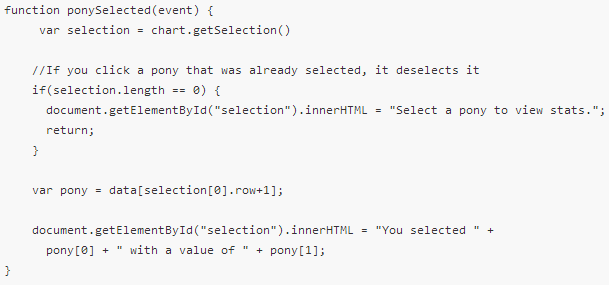 function ponySelected(event) {
var selection = chart.getSelection()
//If you click a pony that was already selected, it deselects it
if(selection.length == 0) {
document.getElementById("selection").innerHTML = "Select a pony to view stats.";
return;
}
var pony = data[selection[0].row+1];
document.getElementById("selection").innerHTML = "You selected " +
pony[0] + " with a value of " + pony[1];
}